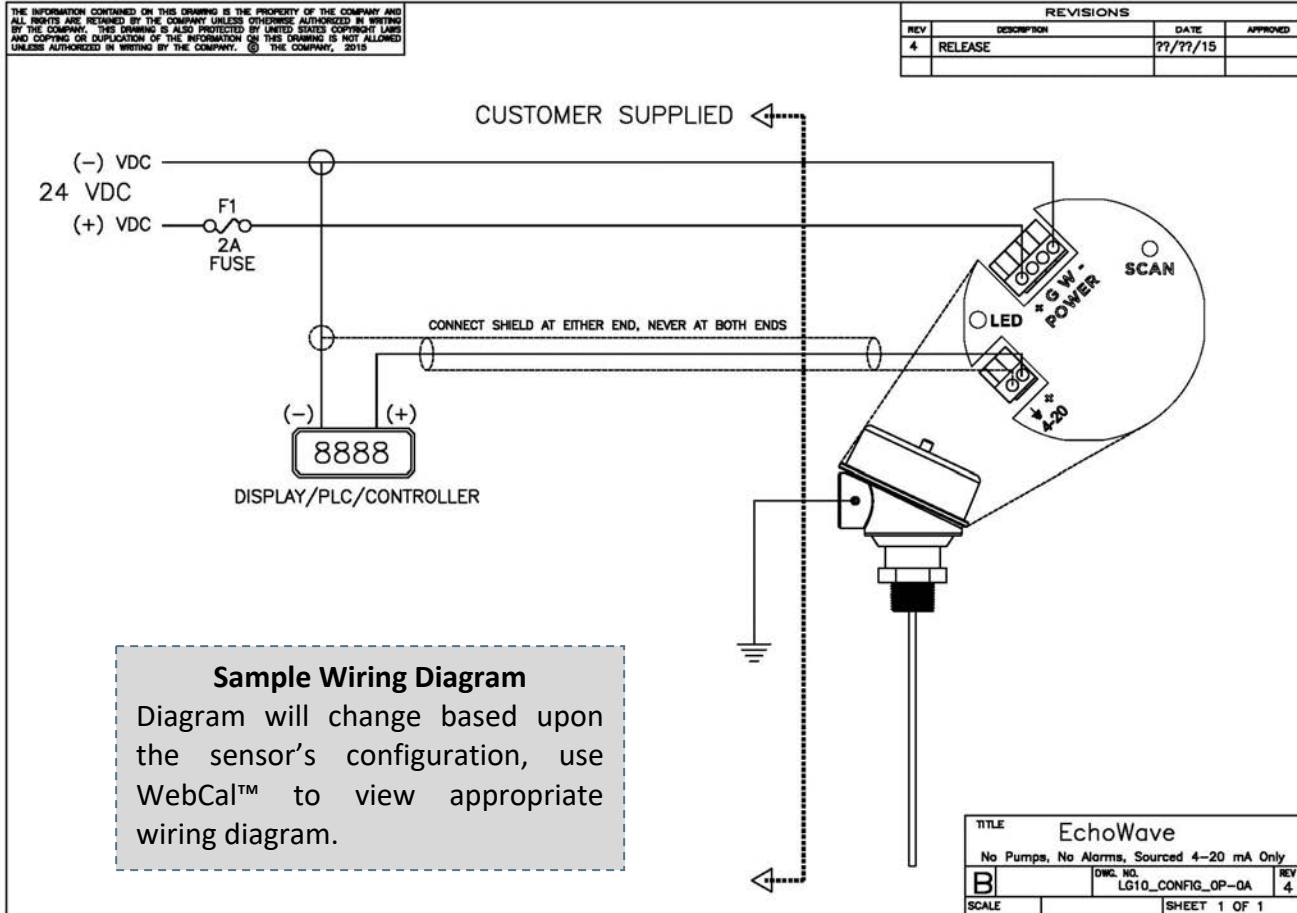 THE INFORMATION CONTAINED ON THIS DRAWING IS THE PROPERTY OF THE COMPANY AND
ALL RIGHTS ARE RETAINED BY THE COMPANY UNLESS OTHERWISE AUTHORIZED IN WRITING
BY THE COMPANY. THIS DRAWING IS ALSO PROTECTED BY UNITED STATES COPYRIGHT LAWS
AND COPYING OR DUPLICATION OF THE INFORMATION ON THIS DRAWING IS NOT ALLOWED
UNLESS AUTHORIZED IN WRITING BY THE COMPANY. © THE COMPANY, 2015
REVISIONS
REV DESCRIPTION DATE APPROVED
4 RELEASE ??/??/15
CUSTOMER SUPPLIED
(-) VDC
24 VDC
(+) VDC
F1
2A
FUSE
SCAN
+ G W -
POWER
LED
CONNECT SHIELD AT EITHER END, NEVER AT BOTH ENDS
+
4-20
(-) (+)
8888
DISPLAY/PLC/CONTROLLER
Sample Wiring Diagram
Diagram will change based upon
the sensor's configuration, use
WebCal™ to view appropriate
wiring diagram.
TITLE EchoWave
No Pumps, No Alarms, Sourced 4-20 mA Only
B DWG. NO. LG10_CONFIG_0P-0A REV 4
SCALE SHEET 1 OF 1